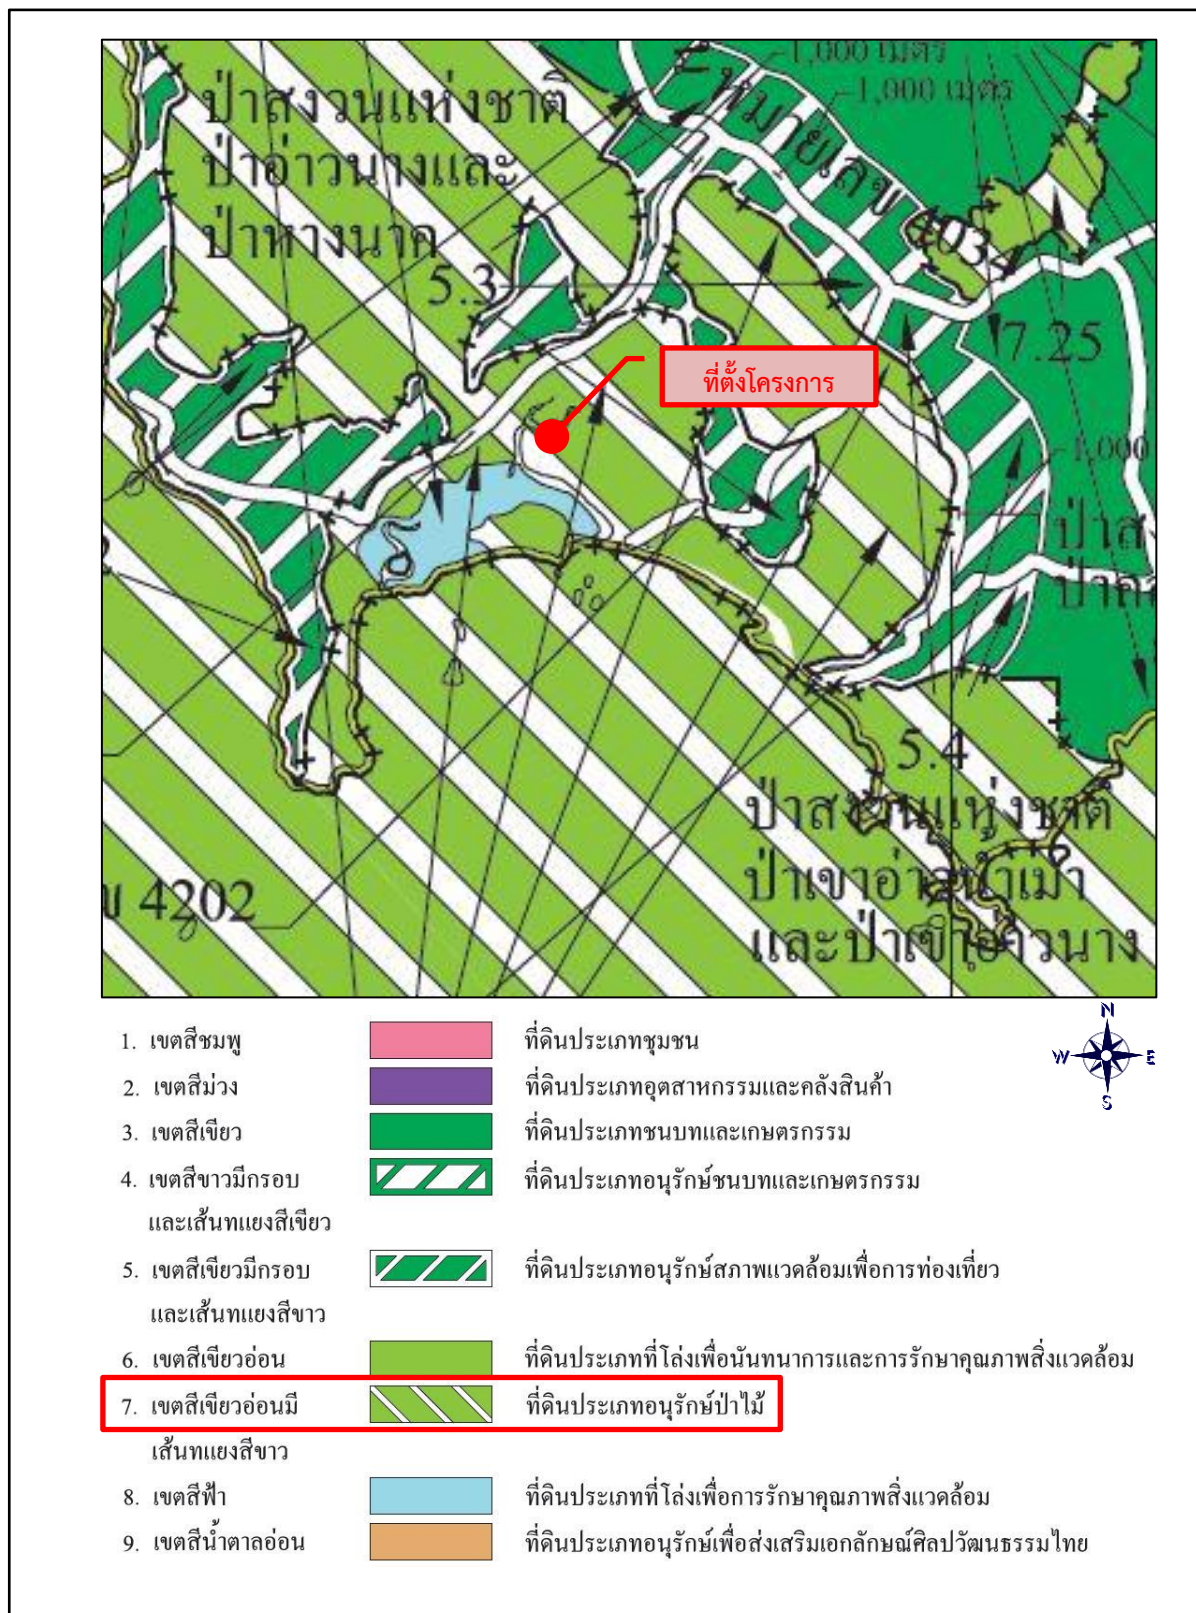 1,000 เมตร
1,000 เมตร
ป่าสงวนแห่งชาติ
ป่าอ่าวนางและ
ป่าหางนาค
หมายเลข 4034
5.3
7.25
ที่ตั้งโครงการ
1,000
ป่าส
5.4
ป่าสงวนแห่งชาติ
ป่าเขาอ่าวน้ำเมา
และป่าเขาอ่าวนาง
ข 4202
N
W E
S
1. เขตสีชมพู ที่ดินประเภทชุมชน
2. เขตสีม่วง ที่ดินประเภทอุตสาหกรรมและคลังสินค้า
3. เขตสีเขียว ที่ดินประเภทชนบทและเกษตรกรรม
4. เขตสีขาวมีกรอบ ที่ดินประเภทอนุรักษ์ชนบทและเกษตรกรรม
และเส้นทแยงสีเขียว
5. เขตสีเขียวมีกรอบ ที่ดินประเภทอนุรักษ์สภาพแวดล้อมเพื่อการท่องเที่ยว
และเส้นทแยงสีขาว
6. เขตสีเขียวอ่อน ที่ดินประเภทที่โล่งเพื่อนันทนาการและการรักษาคุณภาพสิ่งแวดล้อม
7. เขตสีเขียวอ่อนมี ที่ดินประเภทอนุรักษ์ป่าไม้
เส้นทแยงสีขาว
8. เขตสีฟ้า ที่ดินประเภทที่โล่งเพื่อการรักษาคุณภาพสิ่งแวดล้อม
9. เขตสีน้ำตาลอ่อน ที่ดินประเภทอนุรักษ์เพื่อส่งเสริมเอกลักษณ์ศิลปวัฒนธรรมไทย